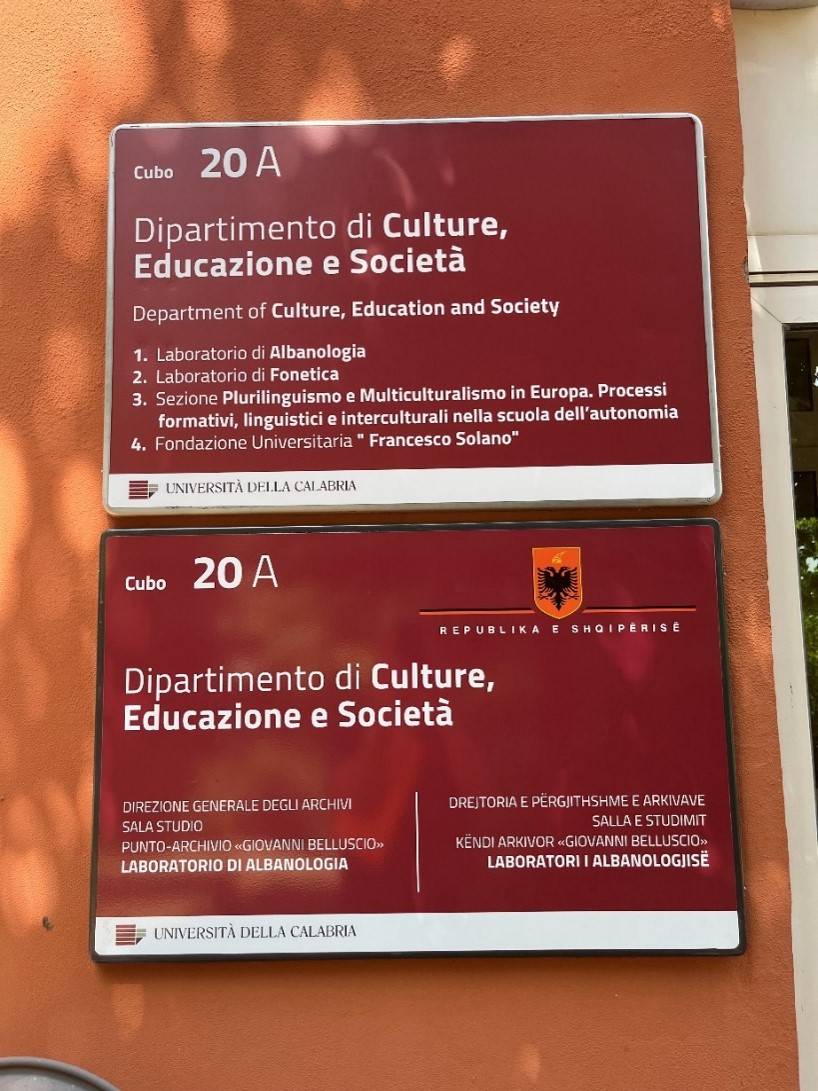 Cubo 20 A
Dipartimento di Culture,
Educazione e Società
Department of Culture, Education and Society
1. Laboratorio di Albanologia
2. Laboratorio di Fonetica
3. Sezione Plurilinguismo e Multiculturalismo in Europa. Processi
formativi, linguistici e interculturali nella scuola dell'autonomia
4. Fondazione Universitaria " Francesco Solano"
UNIVERSITÀ DELLA CALABRIA
Cubo 20 A
REPUBLIKA E SHQIPËRISË
Dipartimento di Culture,
Educazione e Società
DIREZIONE GENERALE DEGLI ARCHIVI
SALA STUDIO
PUNTO-ARCHIVIO «GIOVANNI BELLUSCIO»
LABORATORIO DI ALBANOLOGIA
DREJTORIA E PËRGJITHSHME E ARKIVAVE
SALLA E STUDIMIT
KËNDI ARKIVOR «GIOVANNI BELLUSCIO»
LABORATORI I ALBANOLOGJISË
UNIVERSITÀ DELLA CALABRIA